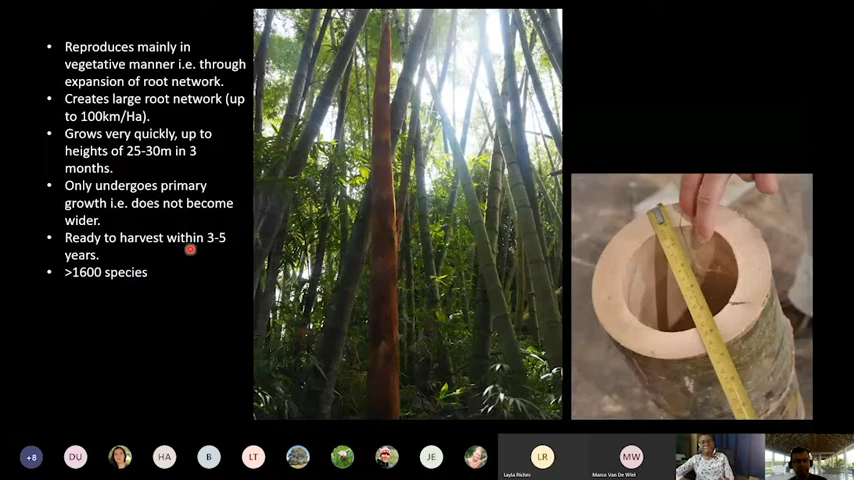 • Reproduces mainly in
vegetative manner i.e. through
expansion of root network.
• Creates large root network (up
to 100km/Ha).
• Grows very quickly, up to
heights of 25-30m in 3
months.
• Only undergoes primary
growth i.e. does not become
wider.
• Ready to harvest within 3-5
years.
• >1600 species
+8
DU
HA
B
LT
JE
LR
MW
Layla Riches
Marco Van De Wiel